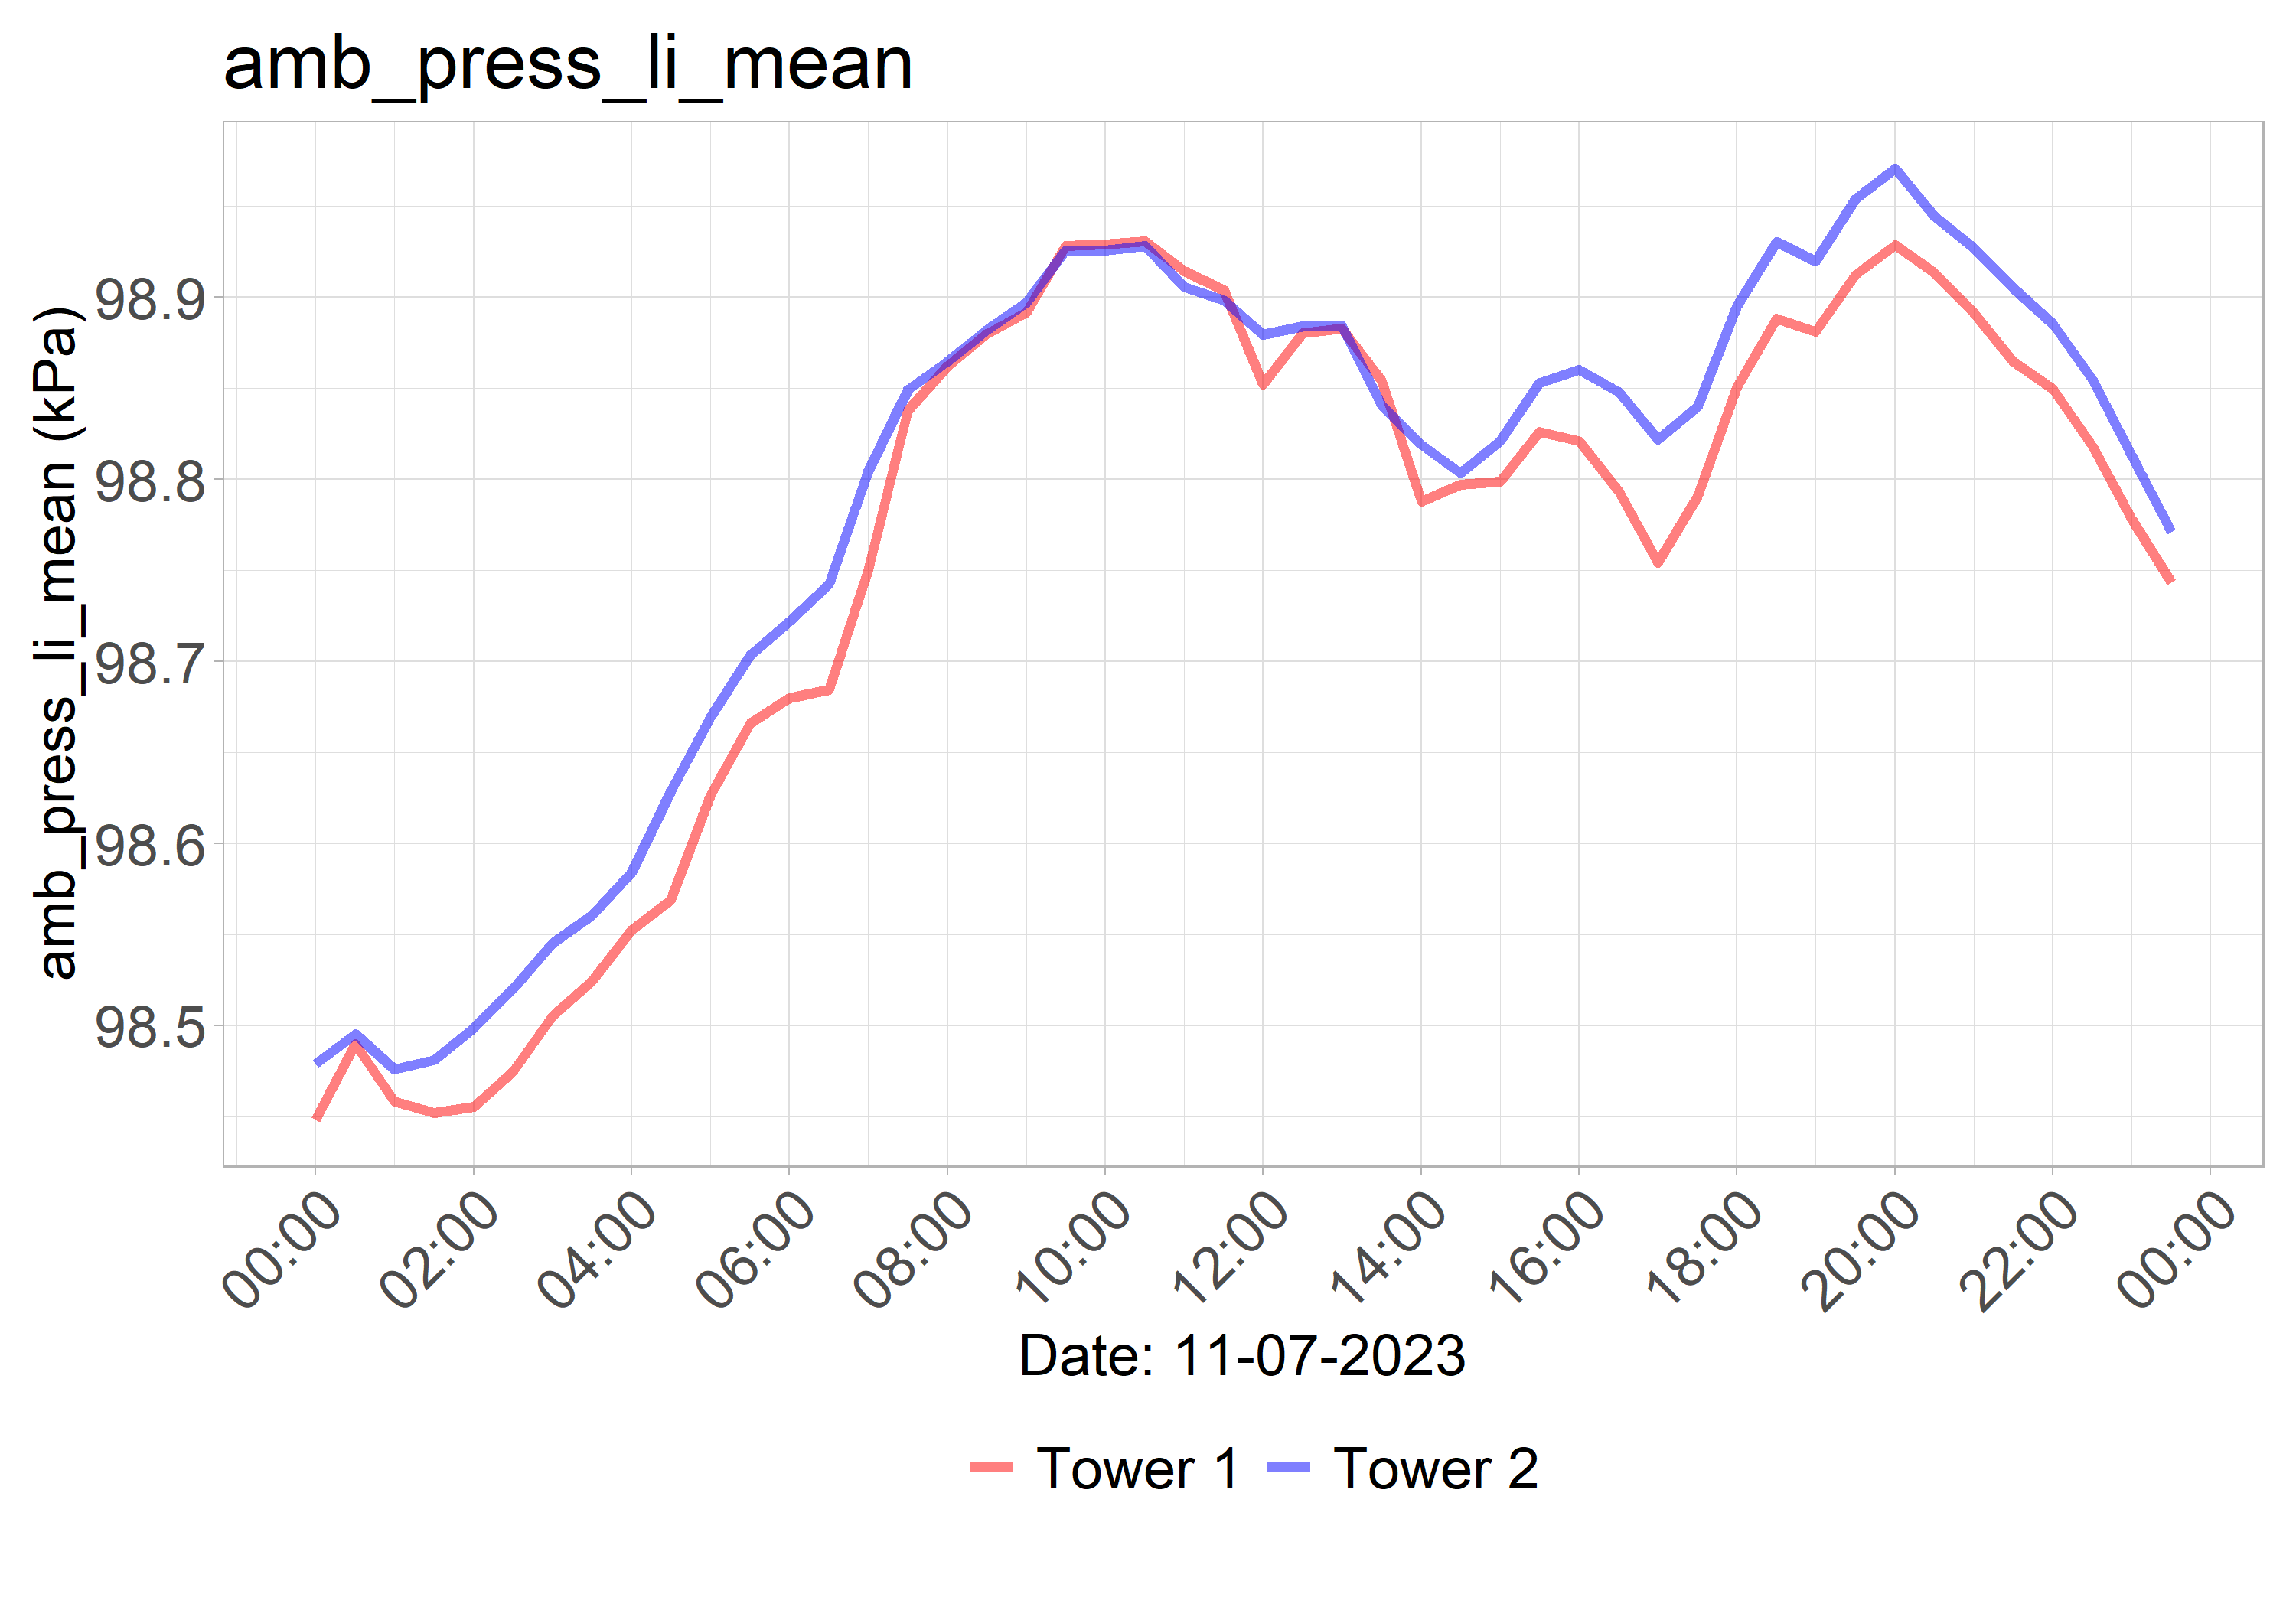 amb_press_li_mean
amb_press_li_mean (kPa)
98.9
98.8
98.7
98.6
98.5
00:00 02:00 04:00 06:00 08:00 10:00 12:00 14:00 16:00 18:00 20:00 22:00 00:00
Date: 11-07-2023
Tower 1 Tower 2